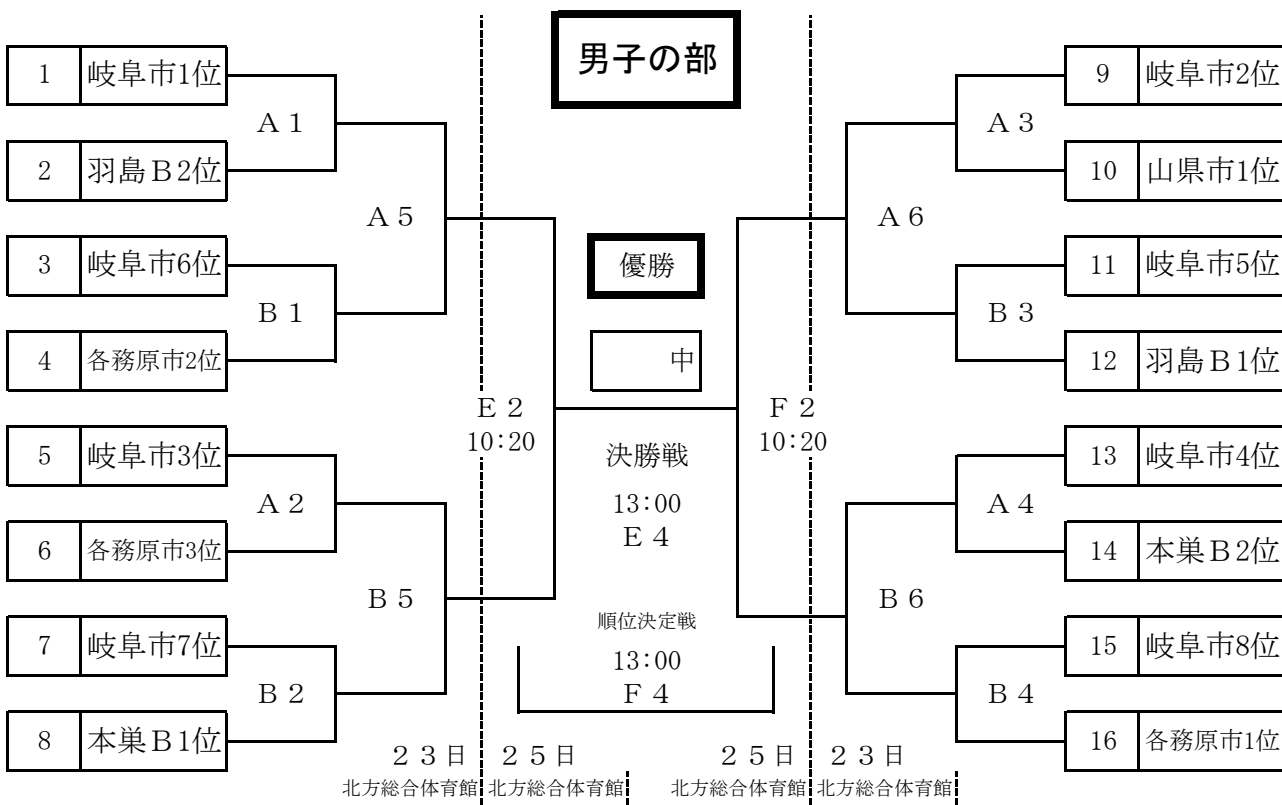 男子の部
1 岐阜市1位
A 1
2 羽島B2位
A 5
3 岐阜市6位
B 1
4 各務原市2位
5 岐阜市3位
A 2
6 各務原市3位
B 5
7 岐阜市7位
B 2
8 本巣B1位
E 2
10:20
優勝
中
決勝戦
13:00
E 4
順位決定戦
13:00
F 4
F 2
10:20
9 岐阜市2位
A 3
10 山県市1位
A 6
11 岐阜市5位
B 3
12 羽島B1位
13 岐阜市4位
A 4
14 本巣B2位
B 6
15 岐阜市8位
B 4
16 各務原市1位
23日 25日 25日 23日
北方総合体育館 北方総合体育館 北方総合体育館 北方総合体育館